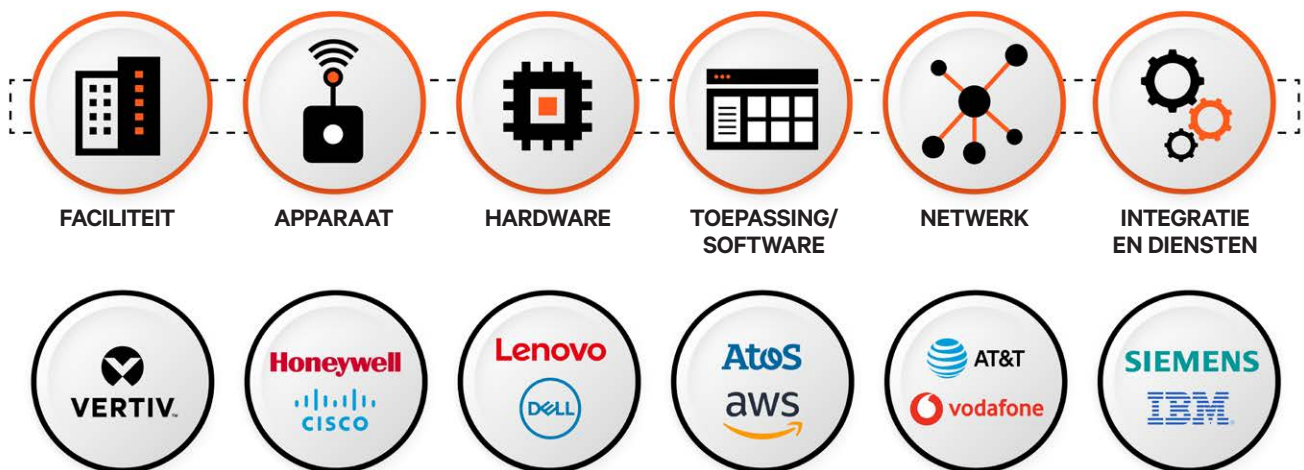 FACILITEIT
APPARAAT
HARDWARE
TOEPASSING/
SOFTWARE
NETWERK
INTEGRATIE
EN DIENSTEN
VERTIV™
Honeywell
CISCO
Lenovo
DELL
Atos
aws
AT&T
vodafone
SIEMENS
IBM